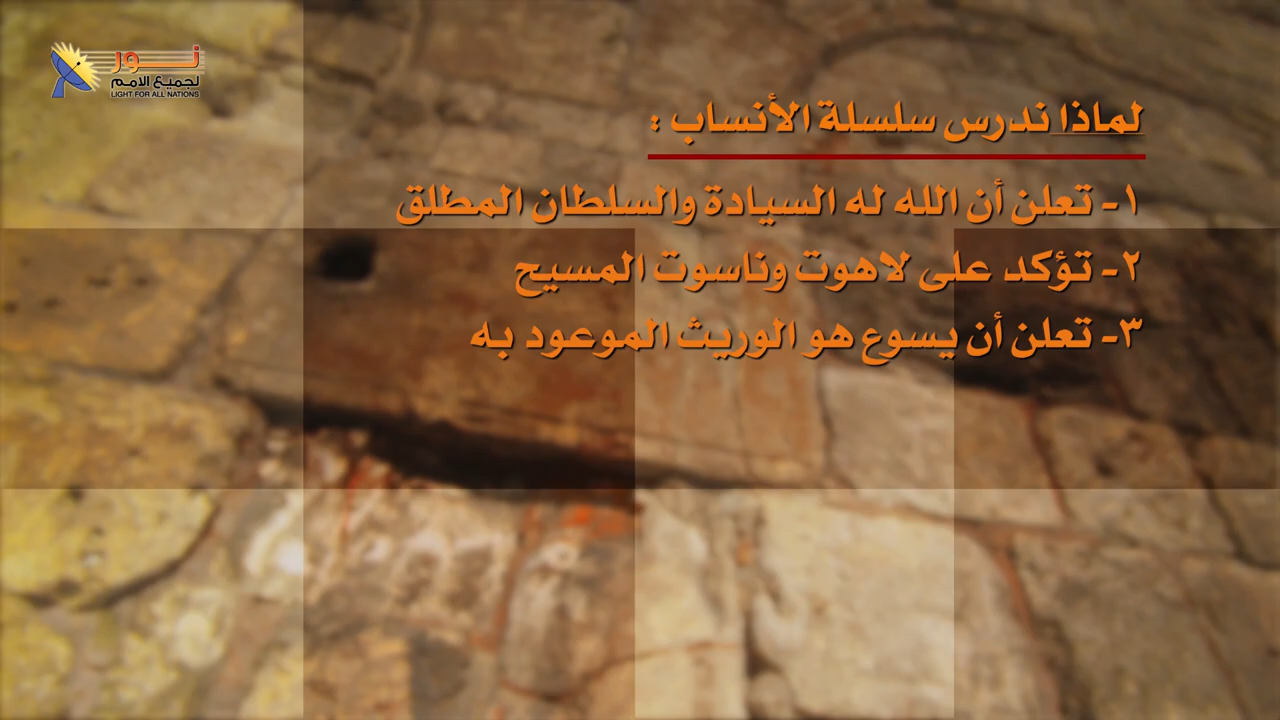 نور
لجميع الامم
LIGHT FOR ALL NATIONS
لماذا ندرس سلسلة الأنساب :
١- تعلن أن الله له السيادة والسلطان المطلق
٢- تؤكد على لاهوت وناسوت المسيح
٣- تعلن أن يسوع هو الوريث الموعود به